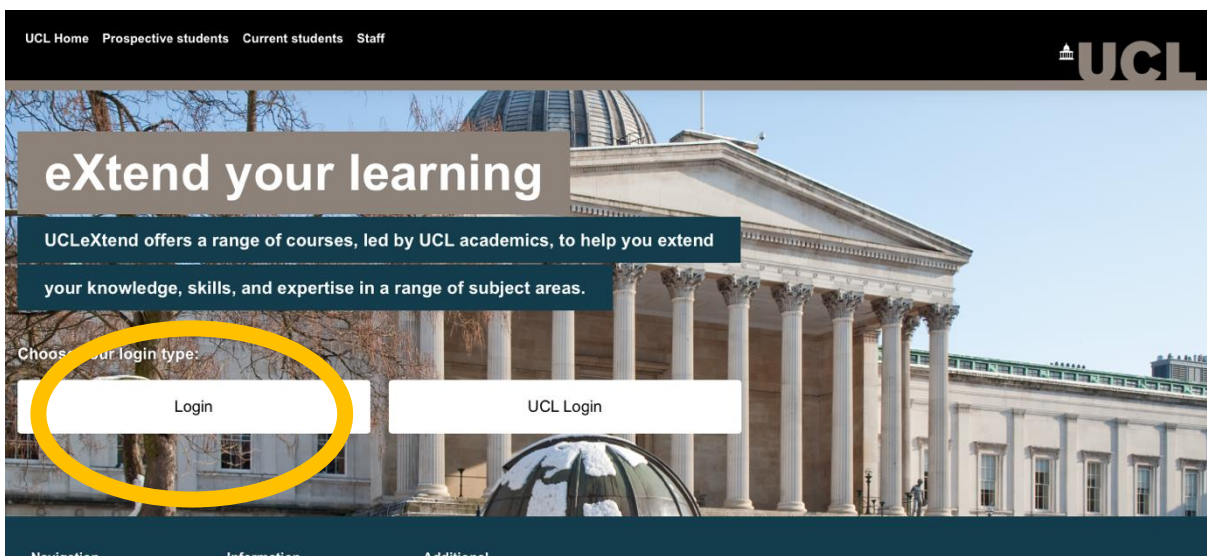 UCL Home Prospective students Current students Staff
UCL
eXtend your learning
UCLeXtend offers a range of courses, led by UCL academics, to help you extend
your knowledge, skills, and expertise in a range of subject areas.
Choose your login type:
Login
UCL Login
Navigation Information Additional